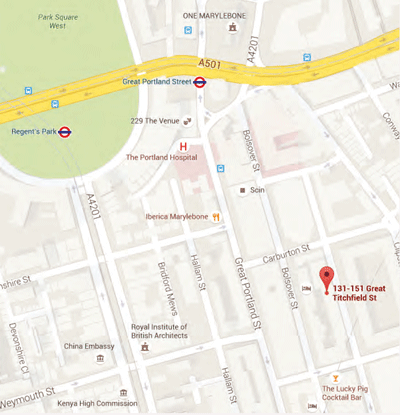 Park Square
West
ONE MARYLEBONE
A4201
A501
Great Portland Street
229 The Venue
Regent's Park
Bolsover St
Conway
H
The Portland Hospital
Soin
A4201
Iberica Marylebone
Carburton St
131-151 Great
Titchfield St
Great Portland St
Hallam St
Bridford Mews
Bolsover St
nshire St
Devonshire Cl
Royal Institute of
British Architects
China Embassy
The Lucky Pig
Cocktail Bar
Weymouth St
Kenya High Commission
Hallam St